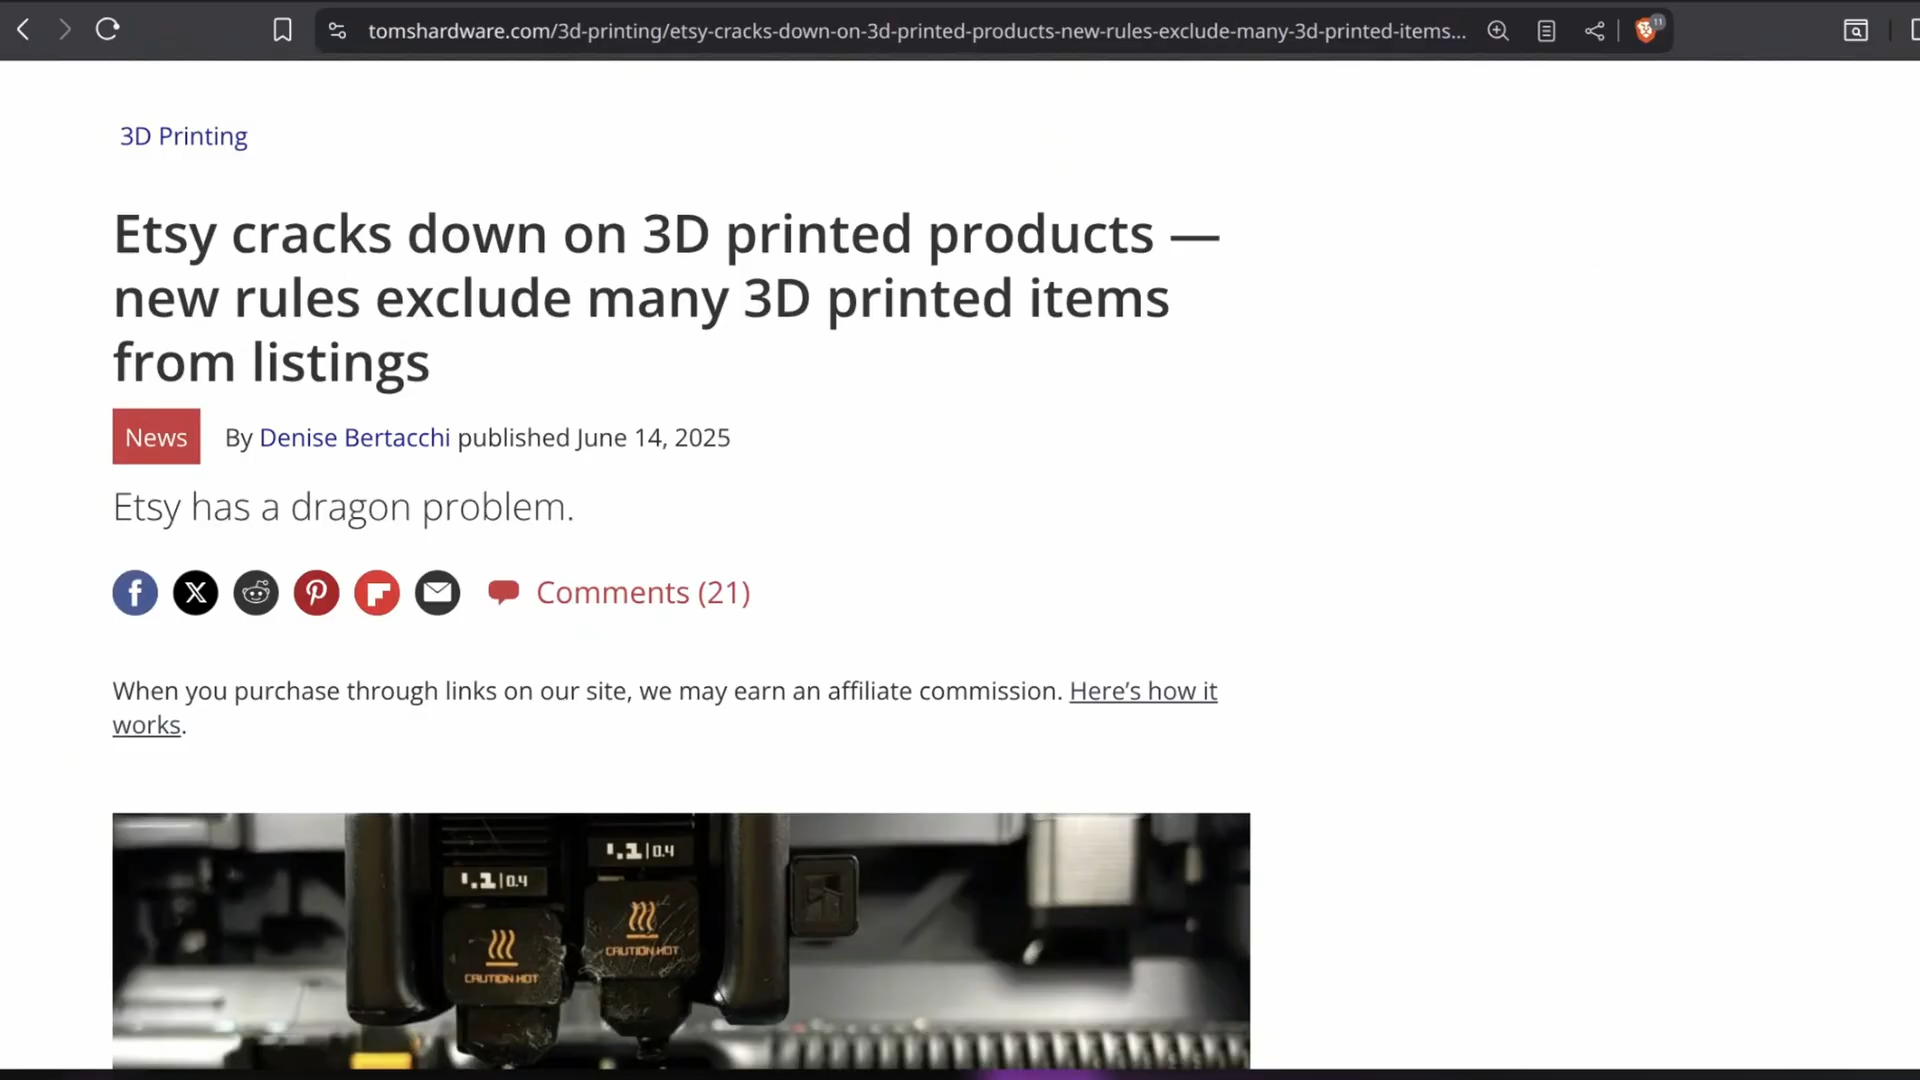 tomshardware.com/3d-printing/etsy-cracks-down-on-3d-printed-products-new-rules-exclude-many-3d-printed-items...
11
3D Printing
Etsy cracks down on 3D printed products —
new rules exclude many 3D printed items
from listings
News By Denise Bertacchi published June 14, 2025
Etsy has a dragon problem.
Comments (21)
When you purchase through links on our site, we may earn an affiliate commission. Here's how it
works.
0.4
0.4
CAUTION HOT
CAUTION HOT